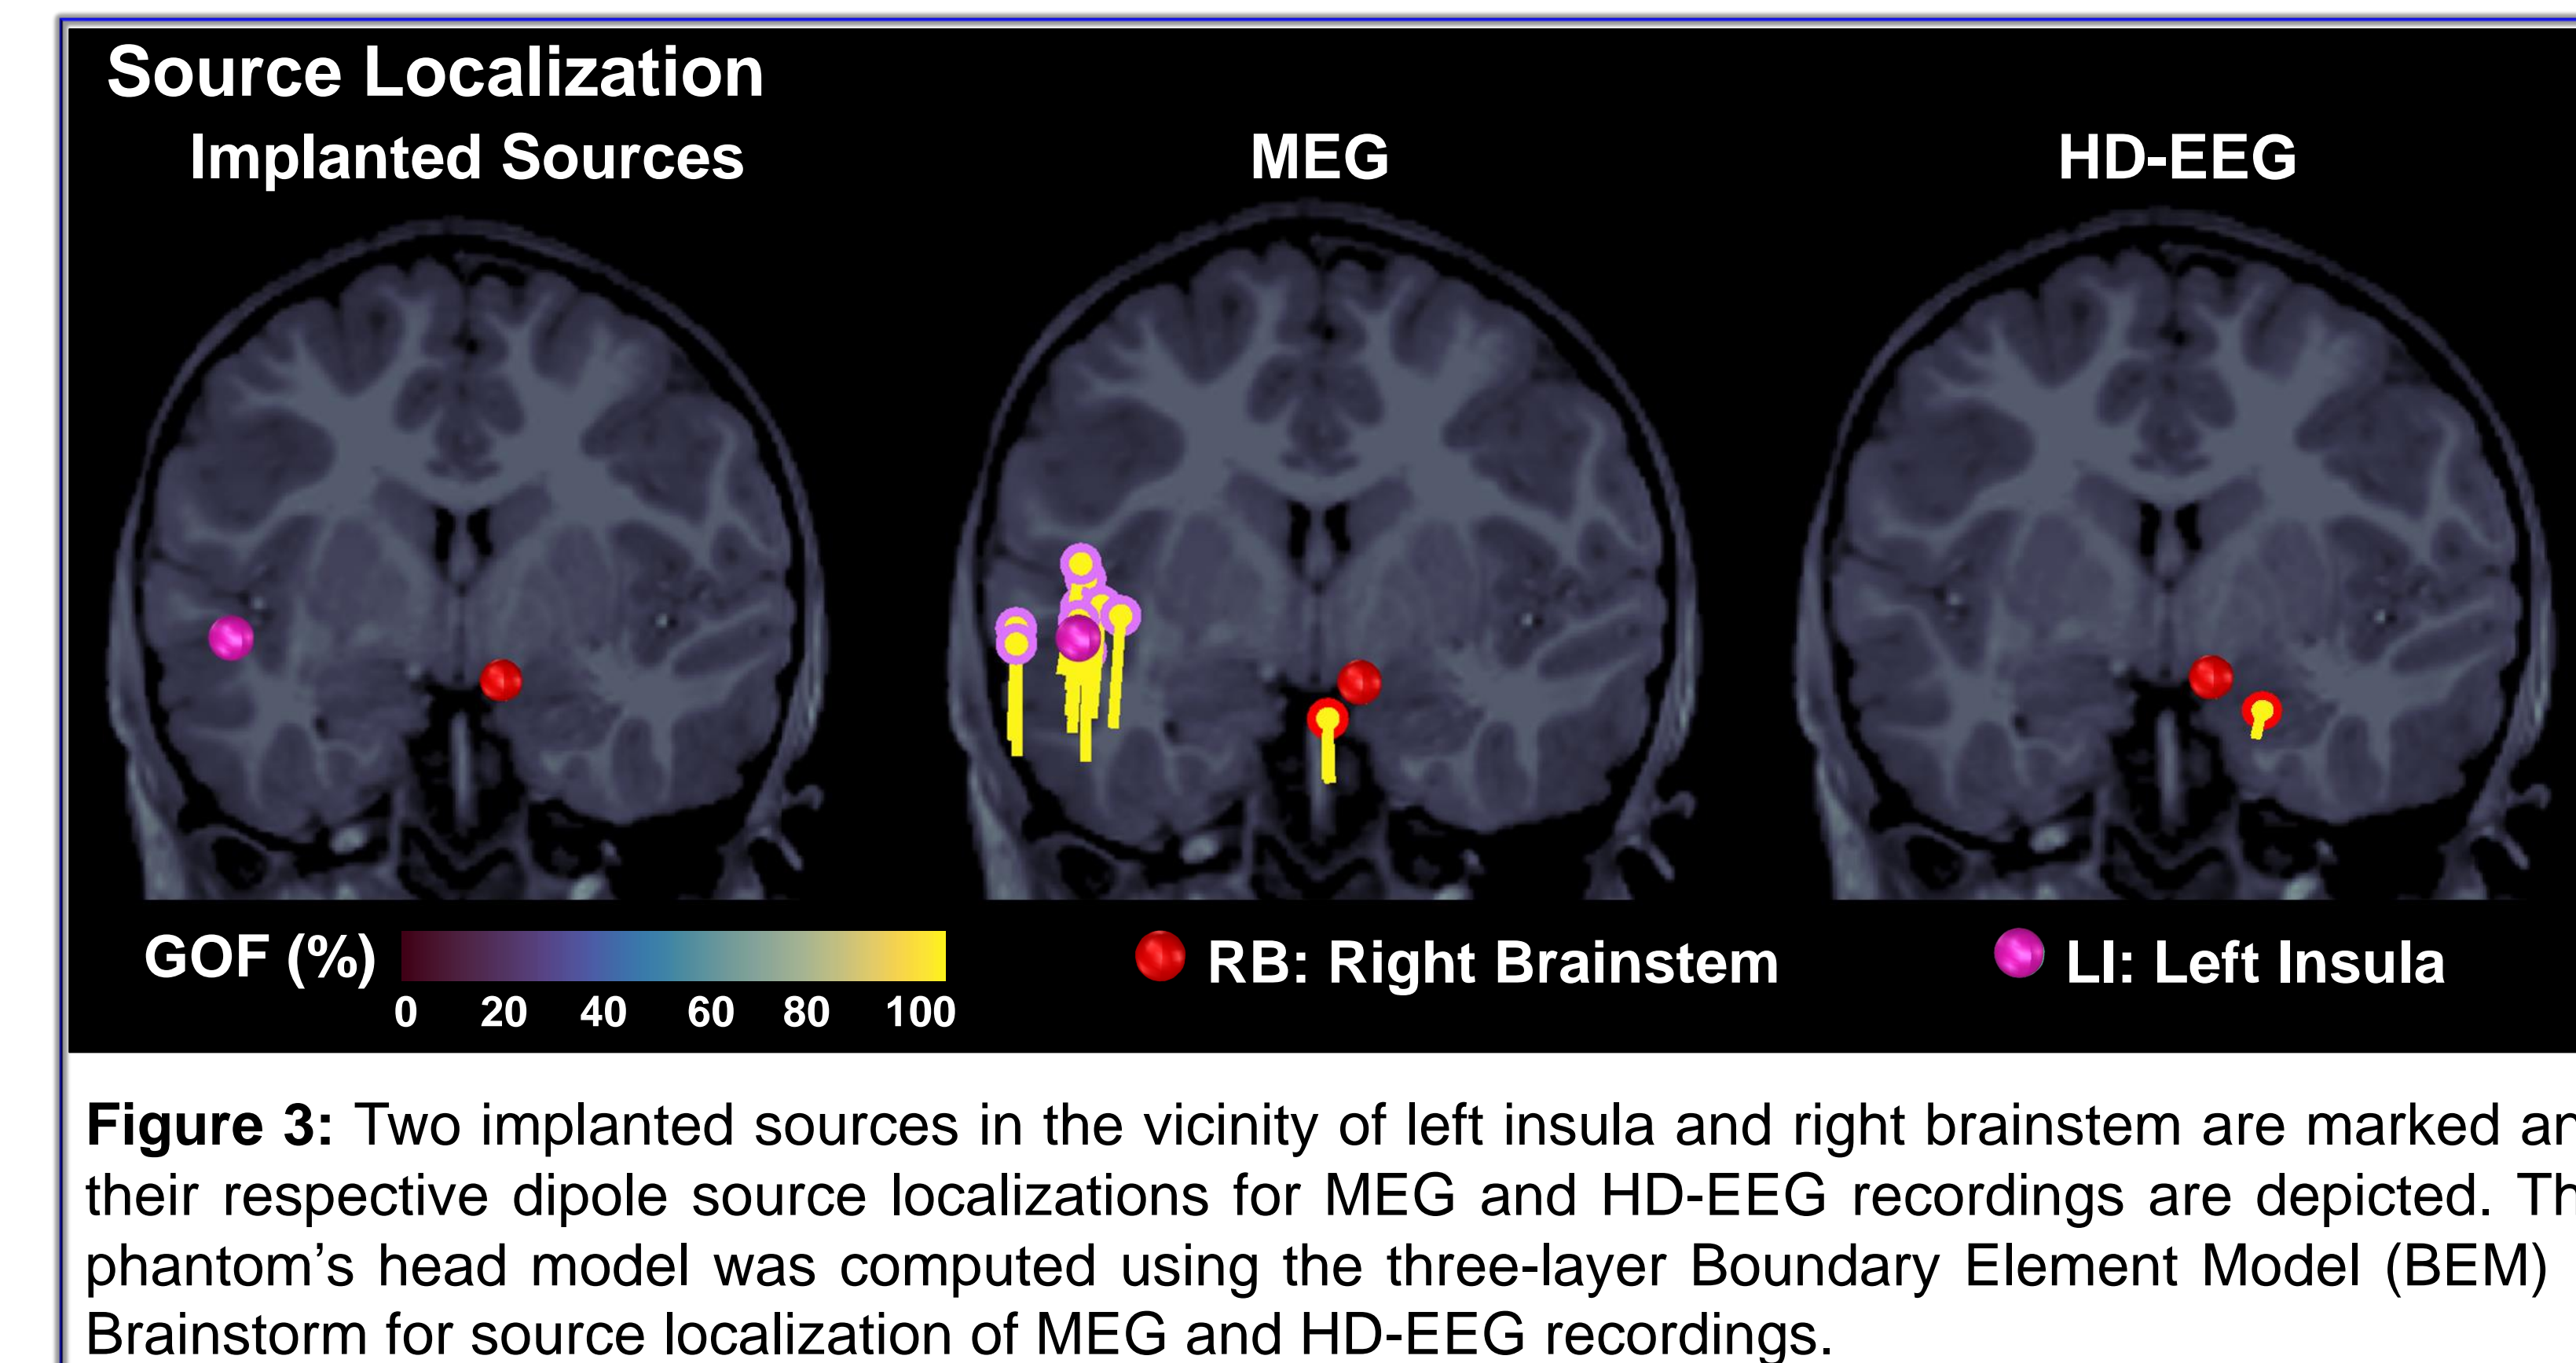 Source Localization
Implanted Sources MEG HD-EEG
GOF (%)
0 20 40 60 80 100
RB: Right Brainstem LI: Left Insula
Figure 3: Two implanted sources in the vicinity of left insula and right brainstem are marked
their respective dipole source localizations for MEG and HD-EEG recordings are depicted.
phantom’s head model was computed using the three-layer Boundary Element Model (BEM)
Brainstorm for source localization of MEG and HD-EEG recordings.